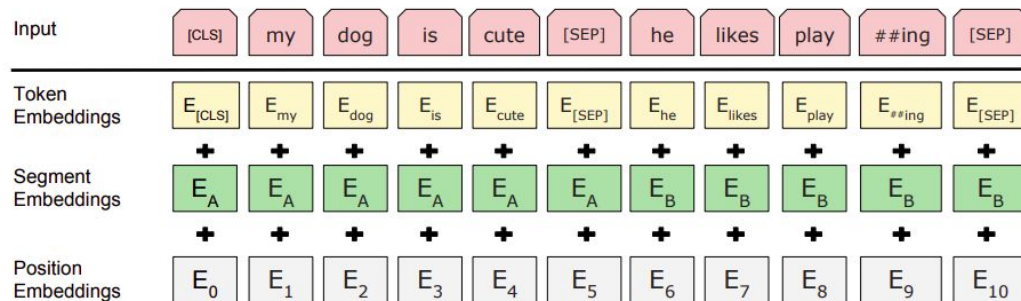 Input [CLS] my dog is cute [SEP] he likes play ##ing [SEP]
Token
Embeddings E[CLS] Emy Edog Eis Ecute E[SEP] Ehe Elikes Eplay E##ing E[SEP]
+ + + + + + + + + + +
Segment
Embeddings EA EA EA EA EA EA EB EB EB EB EB
+ + + + + + + + + + +
Position
Embeddings E0 E1 E2 E3 E4 E5 E6 E7 E8 E9 E10